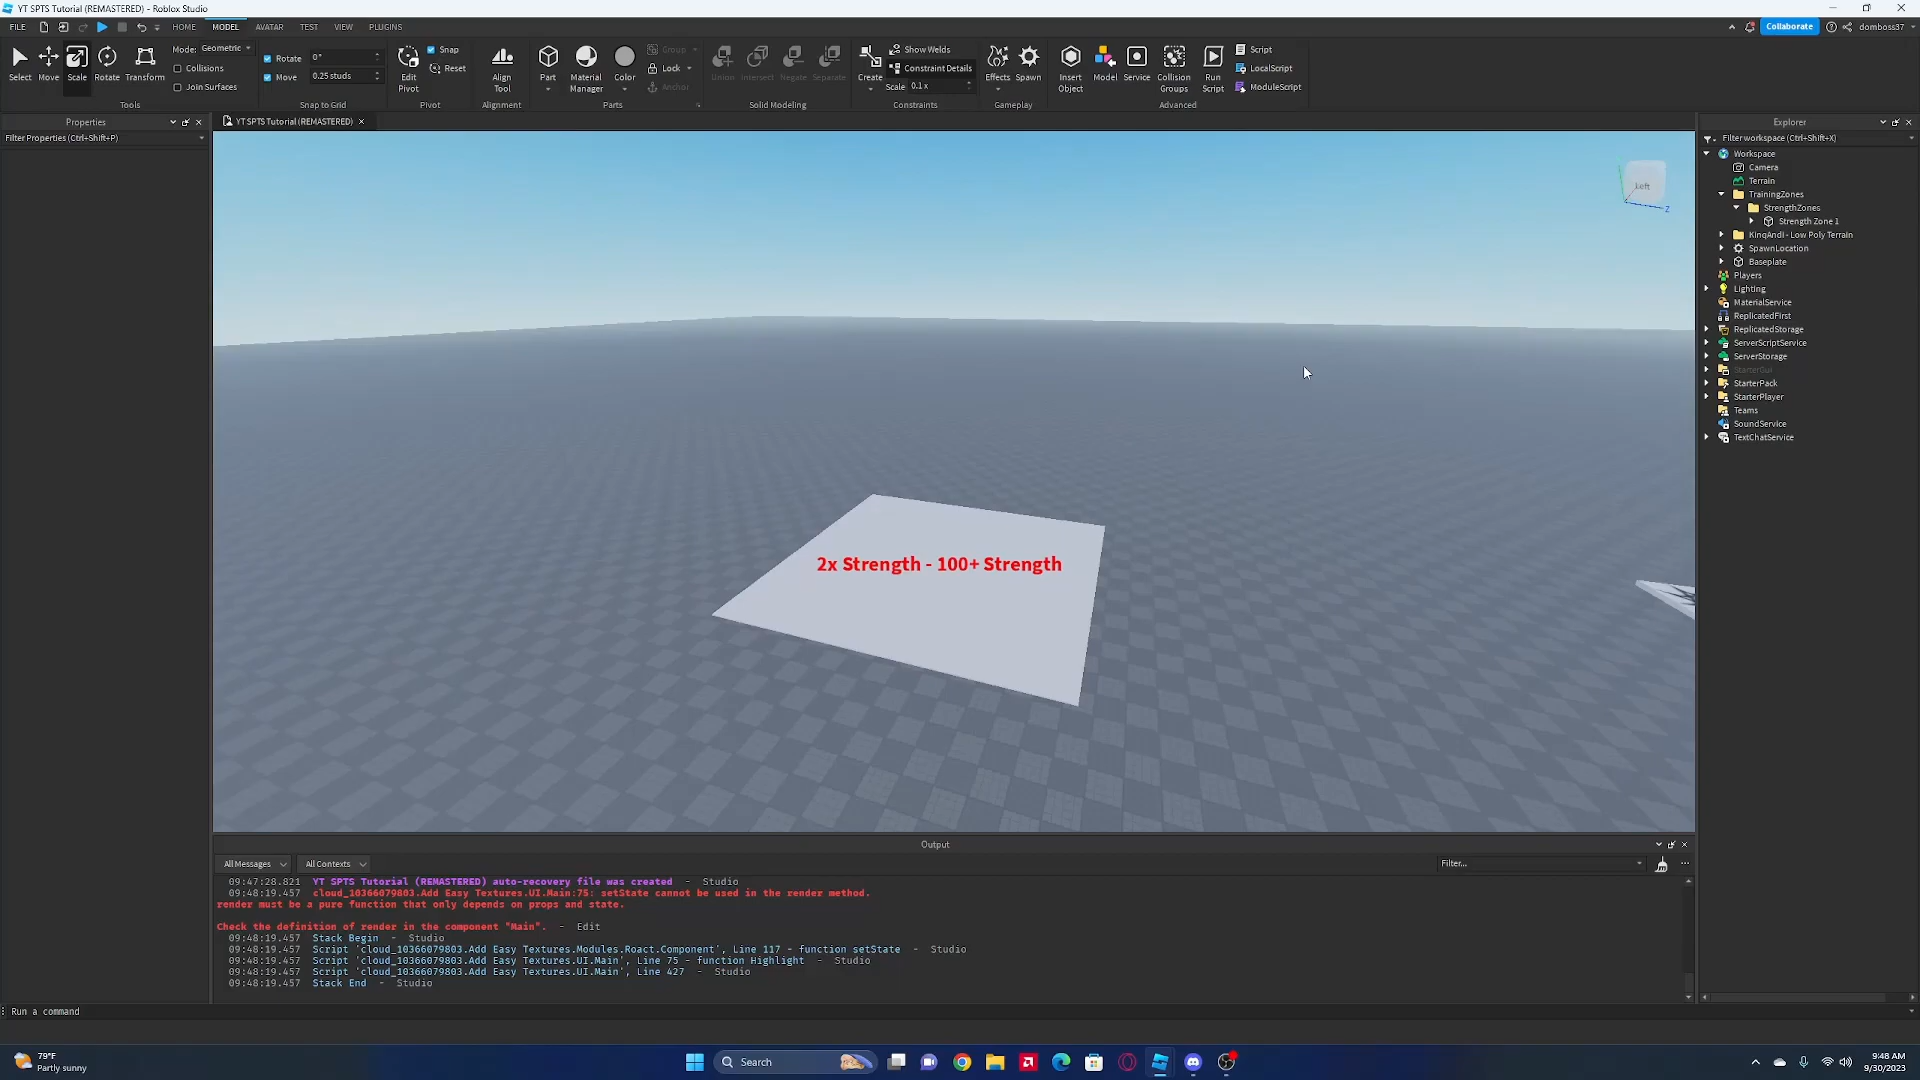 YT SPTS Tutorial (REMASTERED) - Roblox Studio
FILE HOME MODEL AVATAR TEST VIEW PLUGINS
Collaborate domboss37
Select Move Scale Rotate Transform
Mode: Geometric
Collisions
Join Surfaces
Tools
Rotate 0°
Move 0.25 studs
Snap to Grid
Edit Pivot
Snap
Reset
Pivot
Align Tool
Alignment
Part
Material Manager
Color
Group
Lock
Anchor
Parts
Union Intersect Negate Separate
Solid Modeling
Create
Show Welds
Constraint Details
Scale 0.1 x
Constraints
Effects Spawn
Gameplay
Insert Object
Model
Service
Collision Groups
Run Script
Script
LocalScript
ModuleScript
Advanced
Properties
Filter Properties (Ctrl+Shift+P)
YT SPTS Tutorial (REMASTERED)
Left
Z
2x Strength - 100+ Strength
Explorer
Filter workspace (Ctrl+Shift+X)
Workspace
Camera
Terrain
TrainingZones
StrengthZones
Strength Zone 1
KinqAndi - Low Poly Terrain
SpawnLocation
Baseplate
Players
Lighting
MaterialService
ReplicatedFirst
ReplicatedStorage
ServerScriptService
ServerStorage
StarterGui
StarterPack
StarterPlayer
Teams
SoundService
TextChatService
Output
All Messages All Contexts Filter...
09:47:28.821 YT SPTS Tutorial (REMASTERED) auto-recovery file was created - Studio
09:48:19.457 cloud_10366079803.Add Easy Textures.UI.Main:75: setState cannot be used in the render method.
render must be a pure function that only depends on props and state.
Check the definition of render in the component "Main". - Edit
09:48:19.457 Stack Begin - Studio
09:48:19.457 Script 'cloud_10366079803.Add Easy Textures.Modules.Roact.Component', Line 117 - function setState - Studio
09:48:19.457 Script 'cloud_10366079803.Add Easy Textures.UI.Main', Line 75 - function Highlight - Studio
09:48:19.457 Script 'cloud_10366079803.Add Easy Textures.UI.Main', Line 427 - Studio
09:48:19.457 Stack End - Studio
Run a command
79°F
Partly sunny
Search
9:48 AM
9/30/2023